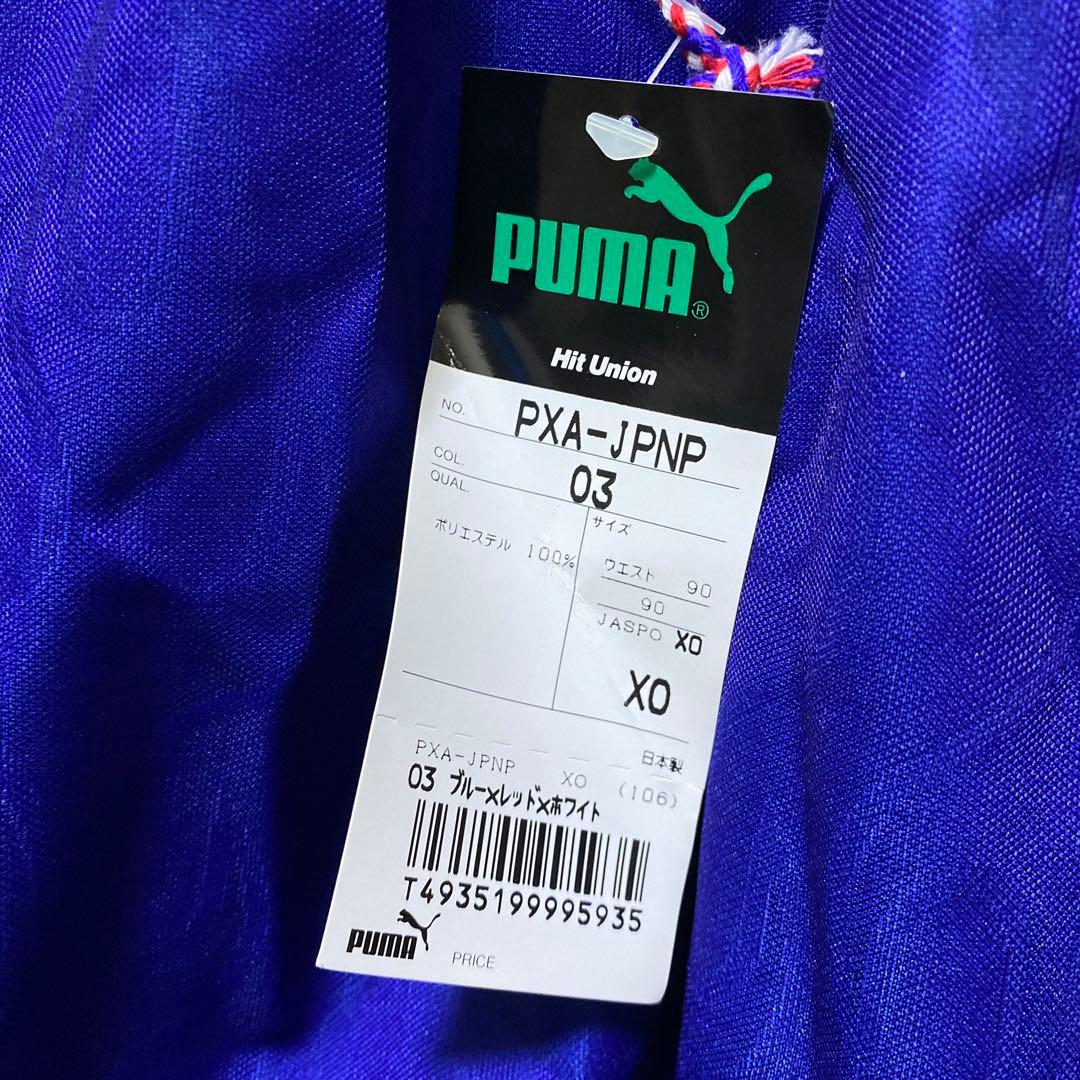 PUMA®
Hit Union
NO. PXA-JPNP
COL. 03
QUAL.
サイズ
ポリエステル 100%
ウエスト 90
90
JASPO XO
XO
日本製
PXA-JPNP XO (106)
03 ブルー×レッド×ホワイト
T4935199995935
PUMA
PRICE